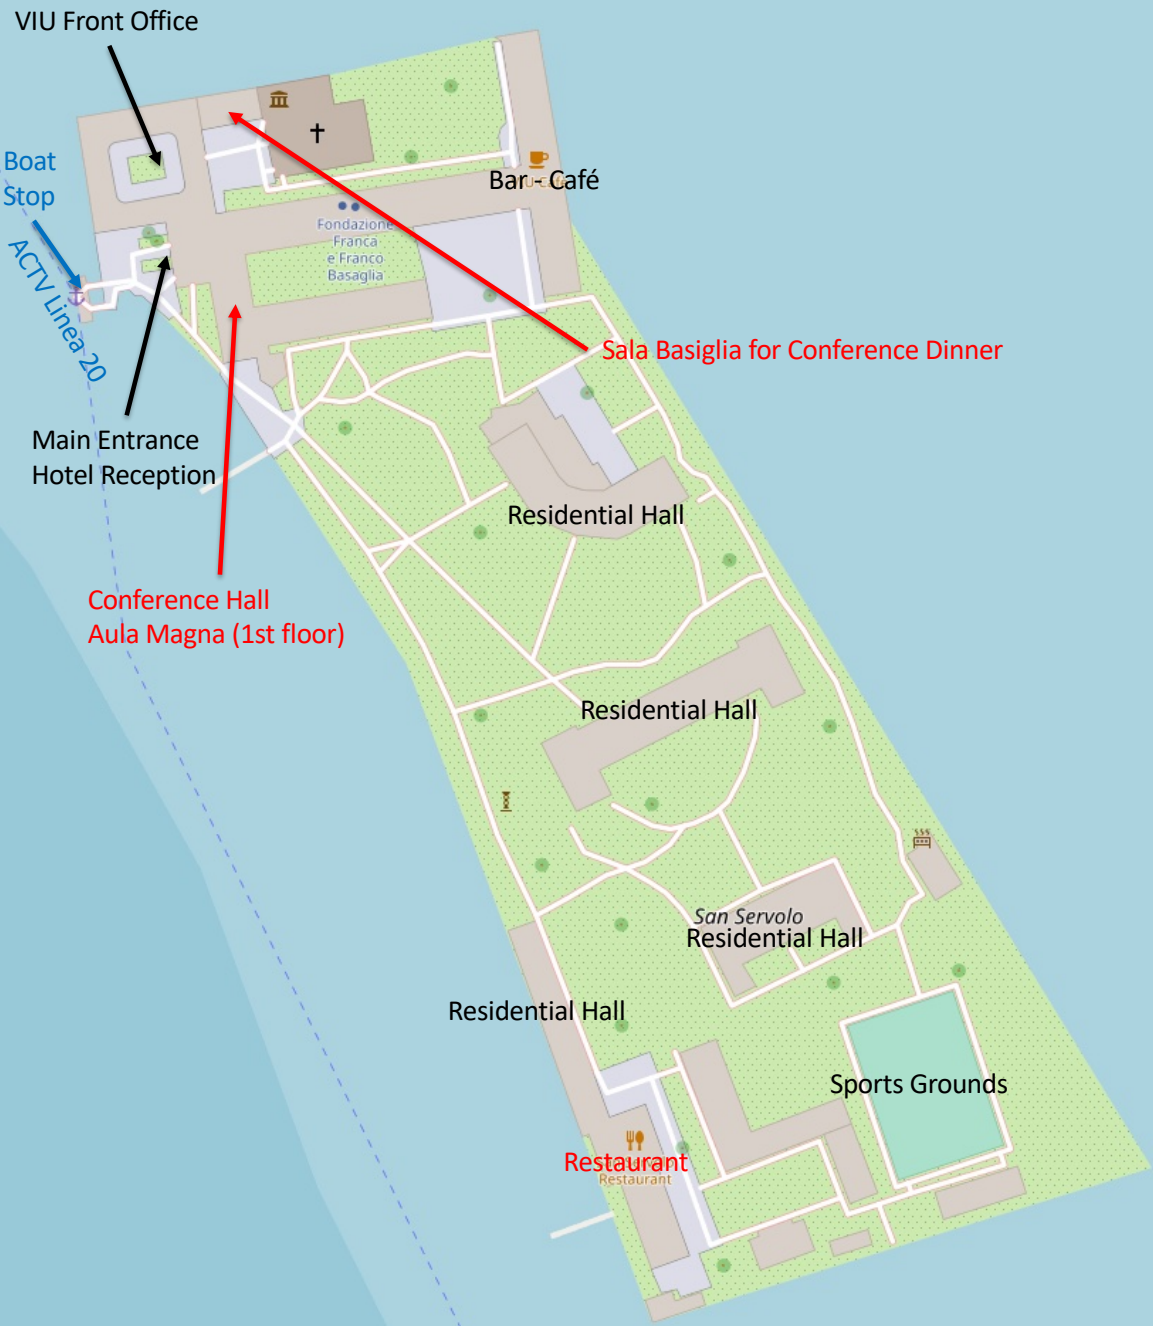 VIU Front Office
Boat
Stop
ACTV Linea 20
Bar - Café
Fondazione
Franca
e Franco
Basaglia
Sala Basiglia for Conference Dinner
Main Entrance
Hotel Reception
Residential Hall
Conference Hall
Aula Magna (1st floor)
Residential Hall
San Servolo
Residential Hall
Residential Hall
Sports Grounds
Restaurant
Restaurant